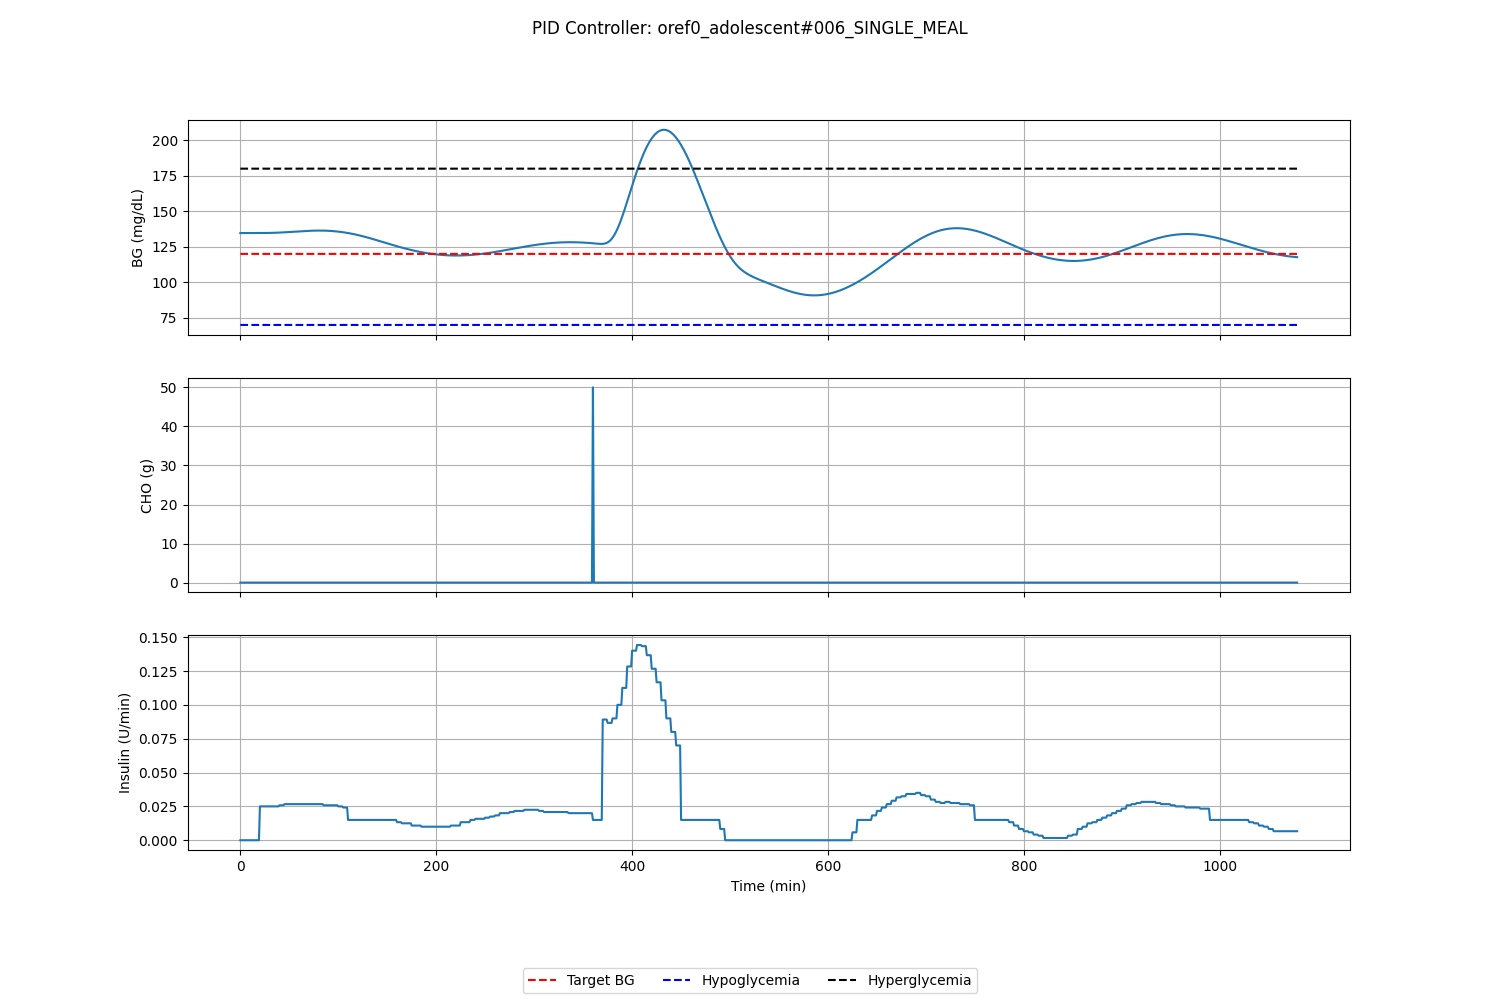 PID Controller: oref0_adolescent#006_SINGLE_MEAL
200
175
150
125
100
75
BG (mg/dL)
50
40
30
20
10
0
CHO (g)
0.150
0.125
0.100
0.075
0.050
0.025
0.000
Insulin (U/min)
0 200 400 600 800 1000
Time (min)
Target BG Hypoglycemia Hyperglycemia